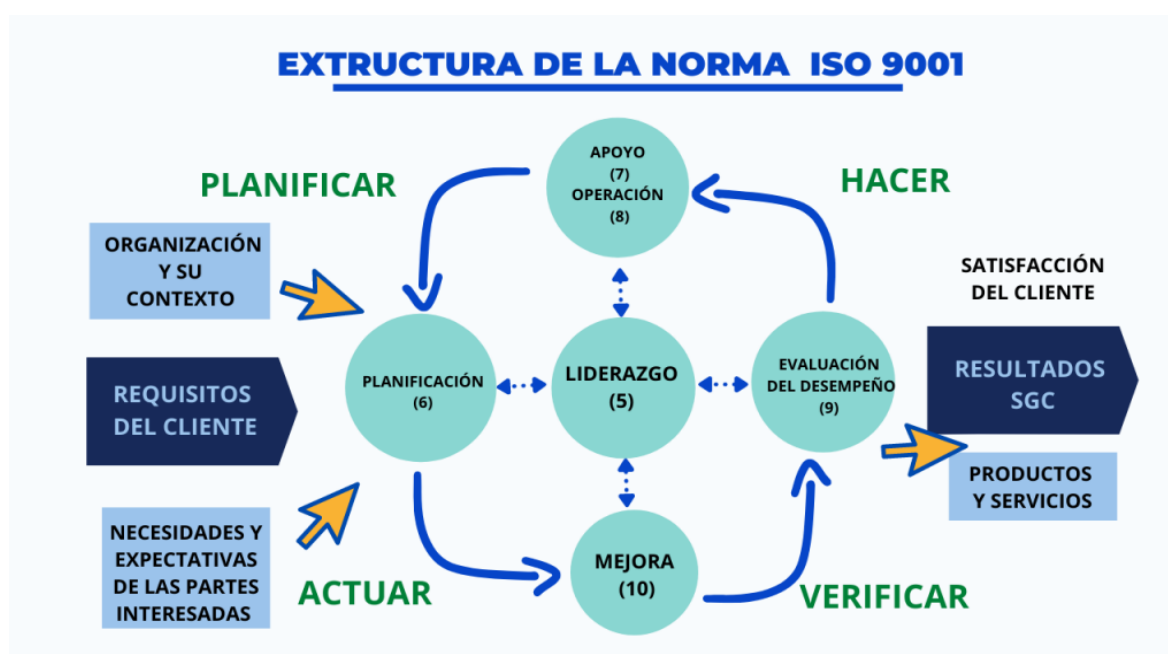 EXTRUCTURA DE LA NORMA ISO 9001
PLANIFICAR
HACER
APOYO
(7)
OPERACIÓN
(8)
ORGANIZACIÓN
Y SU
CONTEXTO
REQUISITOS
DEL CLIENTE
NECESIDADES Y
EXPECTATIVAS
DE LAS PARTES
INTERESADAS
PLANIFICACIÓN
(6)
LIDERAZGO
(5)
EVALUACIÓN
DEL DESEMPEÑO
(9)
SATISFACCIÓN
DEL CLIENTE
RESULTADOS
SGC
PRODUCTOS
Y SERVICIOS
MEJORA
(10)
ACTUAR
VERIFICAR